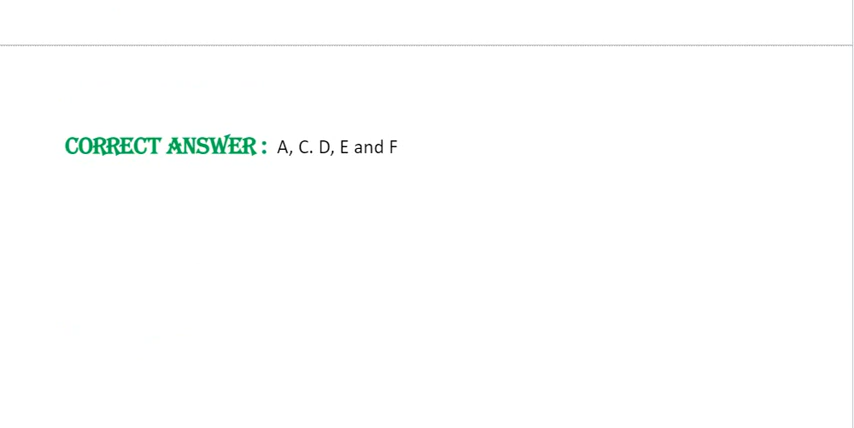 CORRECT ANSWER : A, C. D, E and F